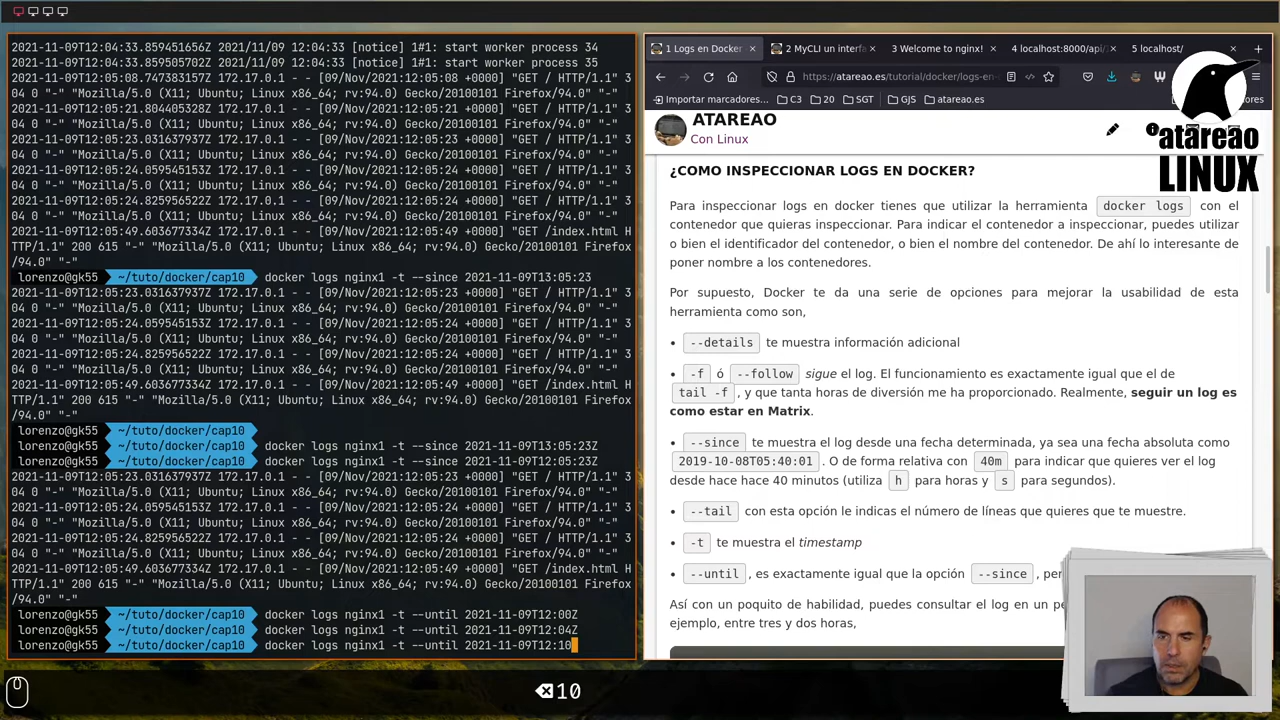 2021-11-09T12:04:33.859451656Z 2021/11/09 12:04:33 [notice] 1#1: start worker process 34
2021-11-09T12:04:33.859505702Z 2021/11/09 12:04:33 [notice] 1#1: start worker process 35
2021-11-09T12:05:08.747383157Z 172.17.0.1 - - [09/Nov/2021:12:05:08 +0000] "GET / HTTP/1.1" 3
04 0 "-" "Mozilla/5.0 (X11; Ubuntu; Linux x86_64; rv:94.0) Gecko/20100101 Firefox/94.0" "-"
2021-11-09T12:05:21.804405328Z 172.17.0.1 - - [09/Nov/2021:12:05:21 +0000] "GET / HTTP/1.1" 3
04 0 "-" "Mozilla/5.0 (X11; Ubuntu; Linux x86_64; rv:94.0) Gecko/20100101 Firefox/94.0" "-"
2021-11-09T12:05:23.031637937Z 172.17.0.1 - - [09/Nov/2021:12:05:23 +0000] "GET / HTTP/1.1" 3
04 0 "-" "Mozilla/5.0 (X11; Ubuntu; Linux x86_64; rv:94.0) Gecko/20100101 Firefox/94.0" "-"
2021-11-09T12:05:24.059545153Z 172.17.0.1 - - [09/Nov/2021:12:05:24 +0000] "GET / HTTP/1.1" 3
04 0 "-" "Mozilla/5.0 (X11; Ubuntu; Linux x86_64; rv:94.0) Gecko/20100101 Firefox/94.0" "-"
2021-11-09T12:05:24.825956622Z 172.17.0.1 - - [09/Nov/2021:12:05:24 +0000] "GET / HTTP/1.1" 3
04 0 "-" "Mozilla/5.0 (X11; Ubuntu; Linux x86_64; rv:94.0) Gecko/20100101 Firefox/94.0" "-"
2021-11-09T12:05:49.603677334Z 172.17.0.1 - - [09/Nov/2021:12:05:49 +0000] "GET /index.html H
TTP/1.1" 200 615 "-" "Mozilla/5.0 (X11; Ubuntu; Linux x86_64; rv:94.0) Gecko/20100101 Firefox
/94.0" "-"
lorenzo@gk55 ~/tuto/docker/cap10 docker logs nginx1 -t --since 2021-11-09T13:05:23
2021-11-09T12:05:23.031637937Z 172.17.0.1 - - [09/Nov/2021:12:05:23 +0000] "GET / HTTP/1.1" 3
04 0 "-" "Mozilla/5.0 (X11; Ubuntu; Linux x86_64; rv:94.0) Gecko/20100101 Firefox/94.0" "-"
2021-11-09T12:05:24.059545153Z 172.17.0.1 - - [09/Nov/2021:12:05:24 +0000] "GET / HTTP/1.1" 3
04 0 "-" "Mozilla/5.0 (X11; Ubuntu; Linux x86_64; rv:94.0) Gecko/20100101 Firefox/94.0" "-"
2021-11-09T12:05:24.825956622Z 172.17.0.1 - - [09/Nov/2021:12:05:24 +0000] "GET / HTTP/1.1" 3
04 0 "-" "Mozilla/5.0 (X11; Ubuntu; Linux x86_64; rv:94.0) Gecko/20100101 Firefox/94.0" "-"
2021-11-09T12:05:49.603677334Z 172.17.0.1 - - [09/Nov/2021:12:05:49 +0000] "GET /index.html H
TTP/1.1" 200 615 "-" "Mozilla/5.0 (X11; Ubuntu; Linux x86_64; rv:94.0) Gecko/20100101 Firefox
/94.0" "-"
lorenzo@gk55 ~/tuto/docker/cap10
lorenzo@gk55 ~/tuto/docker/cap10 docker logs nginx1 -t --since 2021-11-09T13:05:23Z
lorenzo@gk55 ~/tuto/docker/cap10 docker logs nginx1 -t --since 2021-11-09T12:05:23Z
2021-11-09T12:05:23.031637937Z 172.17.0.1 - - [09/Nov/2021:12:05:23 +0000] "GET / HTTP/1.1" 3
04 0 "-" "Mozilla/5.0 (X11; Ubuntu; Linux x86_64; rv:94.0) Gecko/20100101 Firefox/94.0" "-"
2021-11-09T12:05:24.059545153Z 172.17.0.1 - - [09/Nov/2021:12:05:24 +0000] "GET / HTTP/1.1" 3
04 0 "-" "Mozilla/5.0 (X11; Ubuntu; Linux x86_64; rv:94.0) Gecko/20100101 Firefox/94.0" "-"
2021-11-09T12:05:24.825956622Z 172.17.0.1 - - [09/Nov/2021:12:05:24 +0000] "GET / HTTP/1.1" 3
04 0 "-" "Mozilla/5.0 (X11; Ubuntu; Linux x86_64; rv:94.0) Gecko/20100101 Firefox/94.0" "-"
2021-11-09T12:05:49.603677334Z 172.17.0.1 - - [09/Nov/2021:12:05:49 +0000] "GET /index.html H
TTP/1.1" 200 615 "-" "Mozilla/5.0 (X11; Ubuntu; Linux x86_64; rv:94.0) Gecko/20100101 Firefox
/94.0" "-"
lorenzo@gk55 ~/tuto/docker/cap10 docker logs nginx1 -t --until 2021-11-09T12:00Z
lorenzo@gk55 ~/tuto/docker/cap10 docker logs nginx1 -t --until 2021-11-09T12:04Z
lorenzo@gk55 ~/tuto/docker/cap10 docker logs nginx1 -t --until 2021-11-09T12:10
1 Logs en Docker 2 MyCLI un interfa 3 Welcome to nginx! 4 localhost:8000/api/ 5 localhost/
https://atareao.es/tutorial/docker/logs-en-
Importar marcadores... C3 20 SGT GJS atareao.es
atareao
LINUX
ATAREAO
Con Linux
¿COMO INSPECCIONAR LOGS EN DOCKER?
Para inspeccionar logs en docker tienes que utilizar la herramienta docker logs con el
contenedor que quieras inspeccionar. Para indicar el contenedor a inspeccionar, puedes utilizar
o bien el identificador del contenedor, o bien el nombre del contenedor. De ahí lo interesante de
poner nombre a los contenedores.
Por supuesto, Docker te da una serie de opciones para mejorar la usabilidad de esta
herramienta como son,
• --details te muestra información adicional
• -f ó --follow sigue el log. El funcionamiento es exactamente igual que el de
tail -f , y que tanta horas de diversión me ha proporcionado. Realmente, seguir un log es
como estar en Matrix.
• --since te muestra el log desde una fecha determinada, ya sea una fecha absoluta como
2019-10-08T05:40:01 . O de forma relativa con 40m para indicar que quieres ver el log
desde hace hace 40 minutos (utiliza h para horas y s para segundos).
• --tail con esta opción le indicas el número de líneas que quieres que te muestre.
• -t te muestra el timestamp
• --until , es exactamente igual que la opción --since ,
Así con un poquito de habilidad, puedes consultar el log en un
ejemplo, entre tres y dos horas,
⌫10